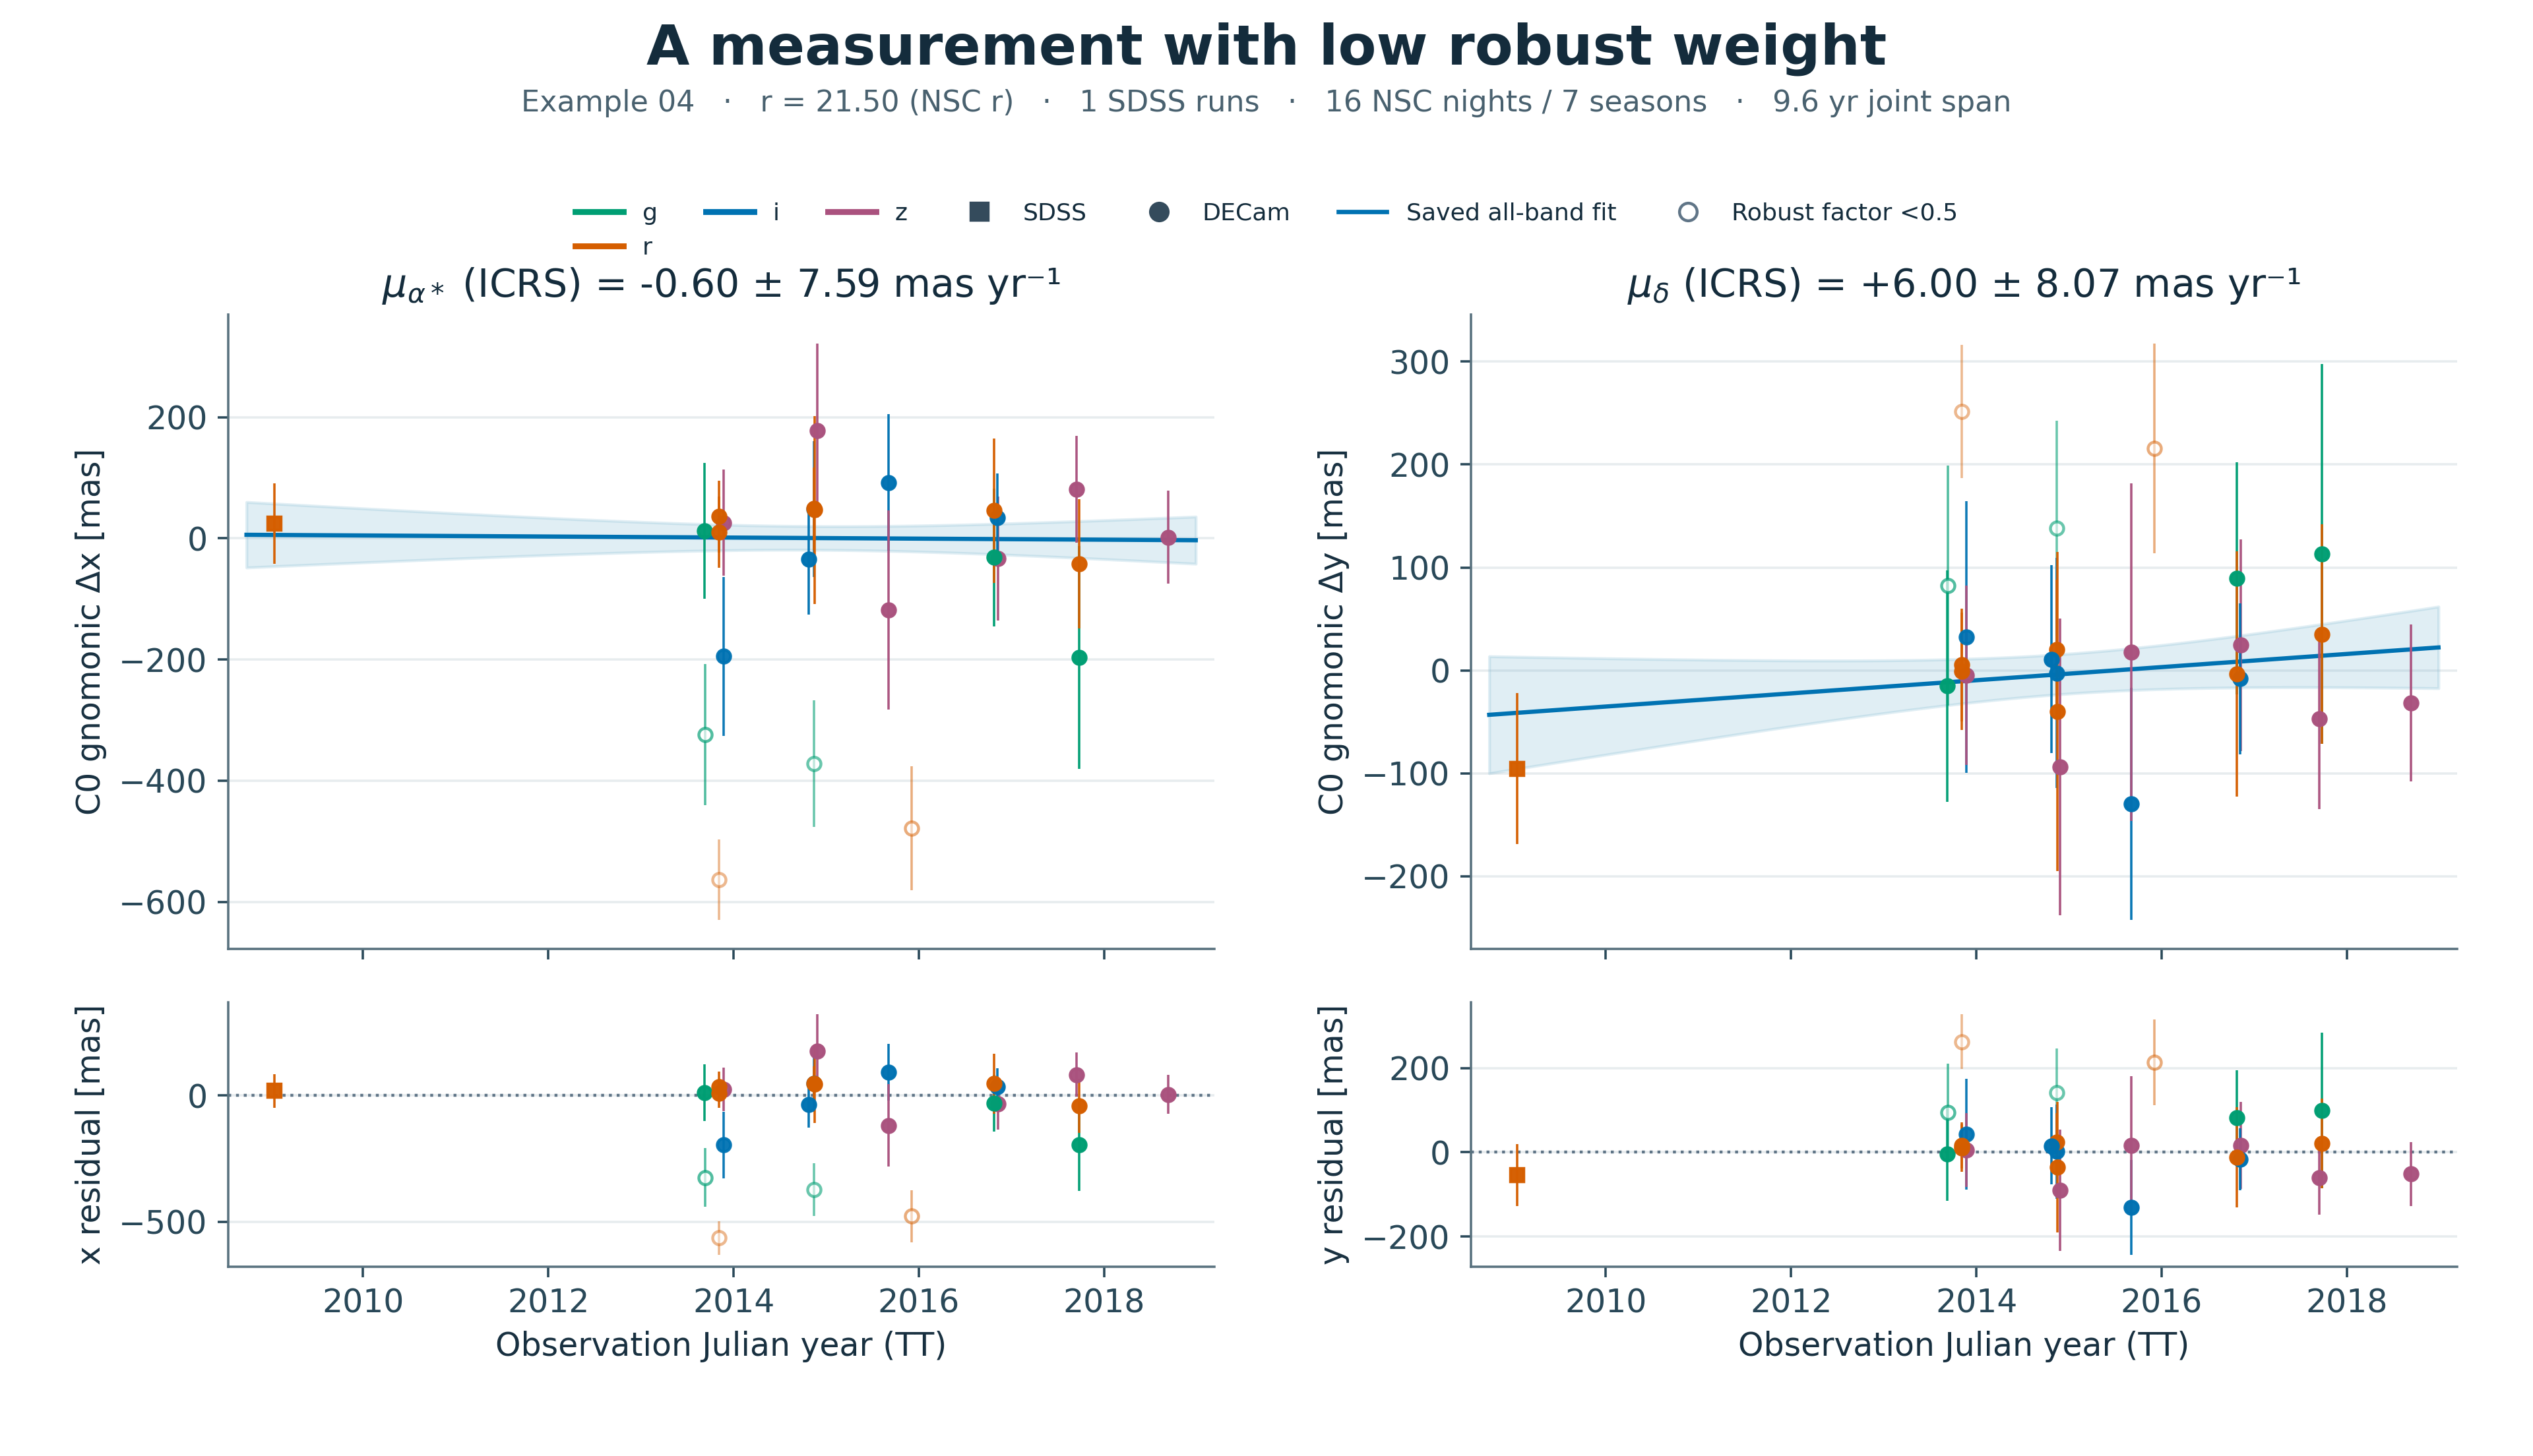 A measurement with low robust weight
Example 04 · r = 21.50 (NSC r) · 1 SDSS runs · 16 NSC nights / 7 seasons · 9.6 yr joint span
g i z SDSS DECam Saved all-band fit Robust factor <0.5
r
μα* (ICRS) = -0.60 ± 7.59 mas yr⁻¹
C0 gnomonic Δx [mas]
200
0
−200
−400
−600
μδ (ICRS) = +6.00 ± 8.07 mas yr⁻¹
C0 gnomonic Δy [mas]
300
200
100
0
−100
−200
x residual [mas]
0
−500
2010 2012 2014 2016 2018
Observation Julian year (TT)
y residual [mas]
200
0
−200
2010 2012 2014 2016 2018
Observation Julian year (TT)